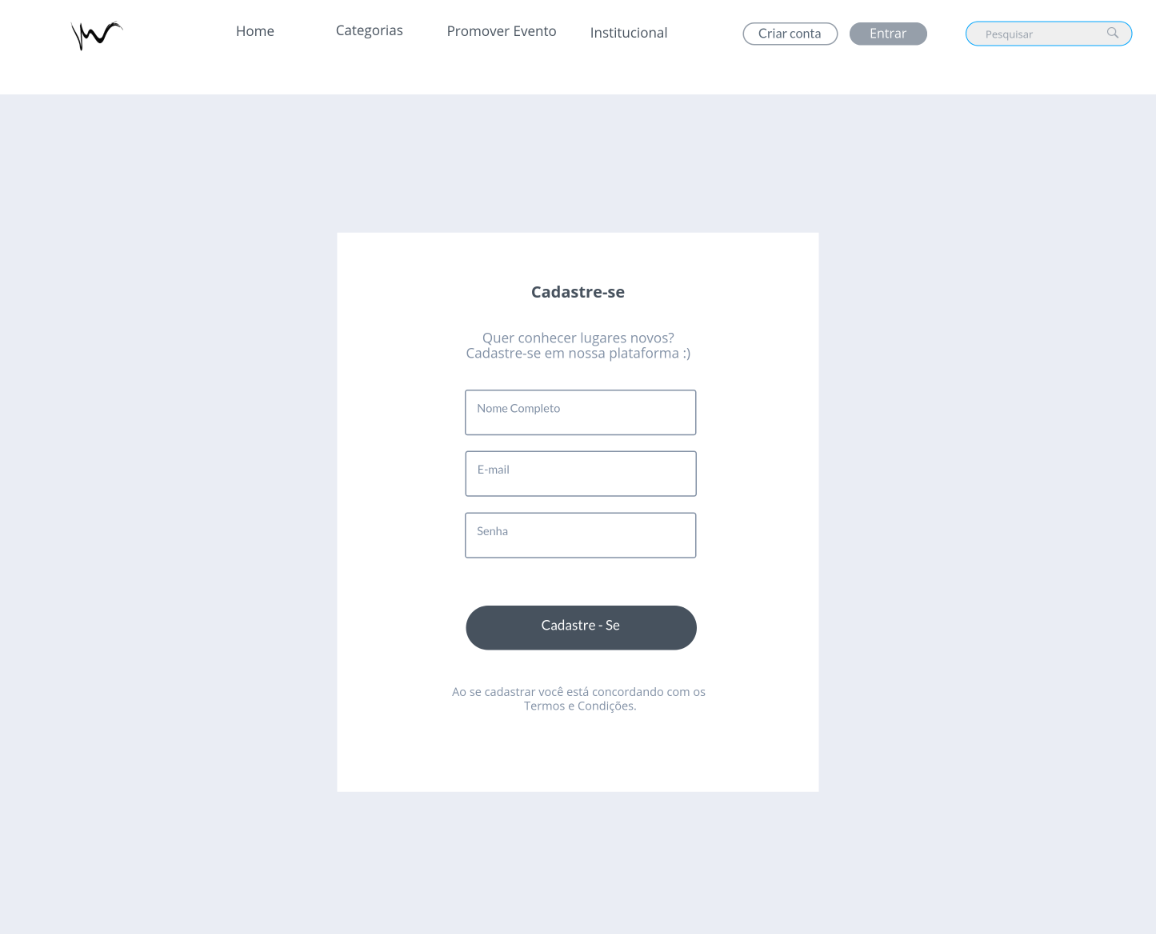 Home
Categorias
Promover Evento
Institucional
Criar conta
Entrar
Pesquisar
Cadastre-se
Quer conhecer lugares novos?
Cadastre-se em nossa plataforma :)
Nome Completo
E-mail
Senha
Cadastre - Se
Ao se cadastrar você está concordando com os
Termos e Condições.